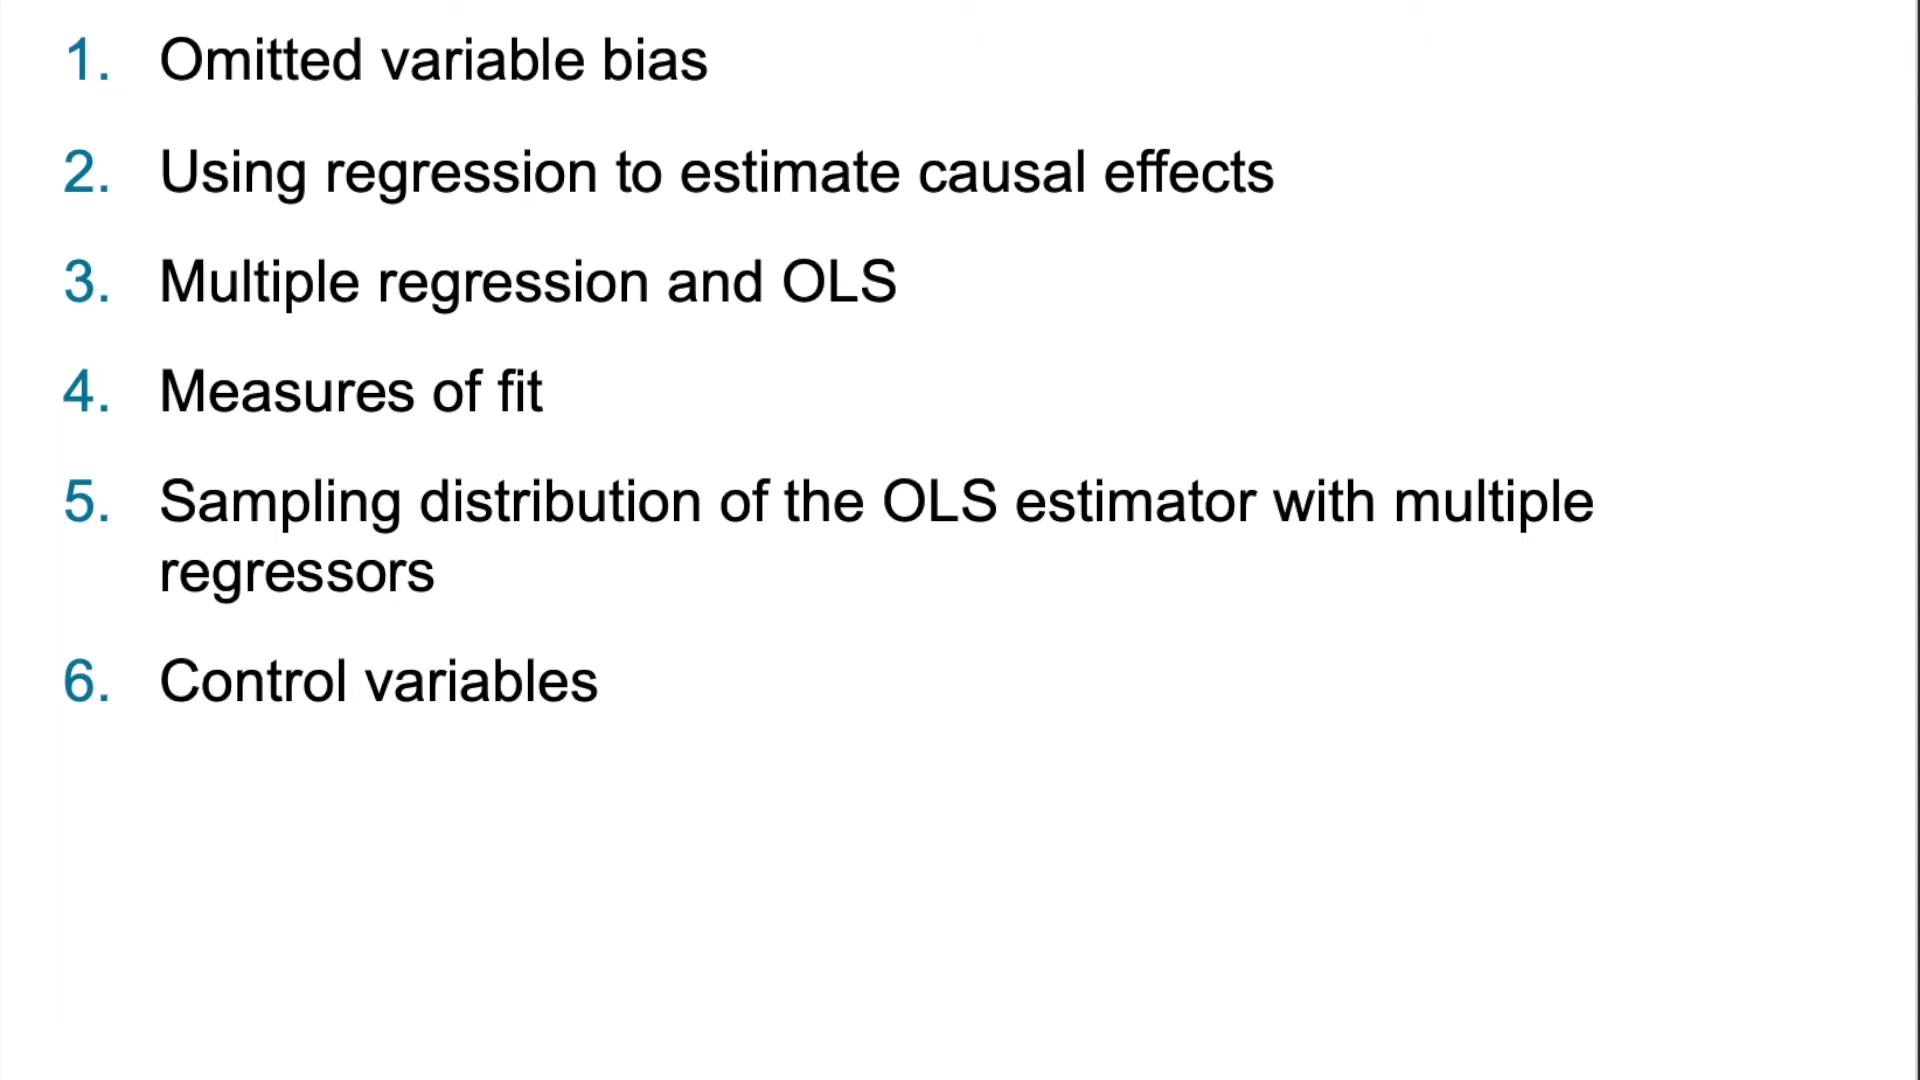 1. Omitted variable bias
2. Using regression to estimate causal effects
3. Multiple regression and OLS
4. Measures of fit
5. Sampling distribution of the OLS estimator with multiple
regressors
6. Control variables